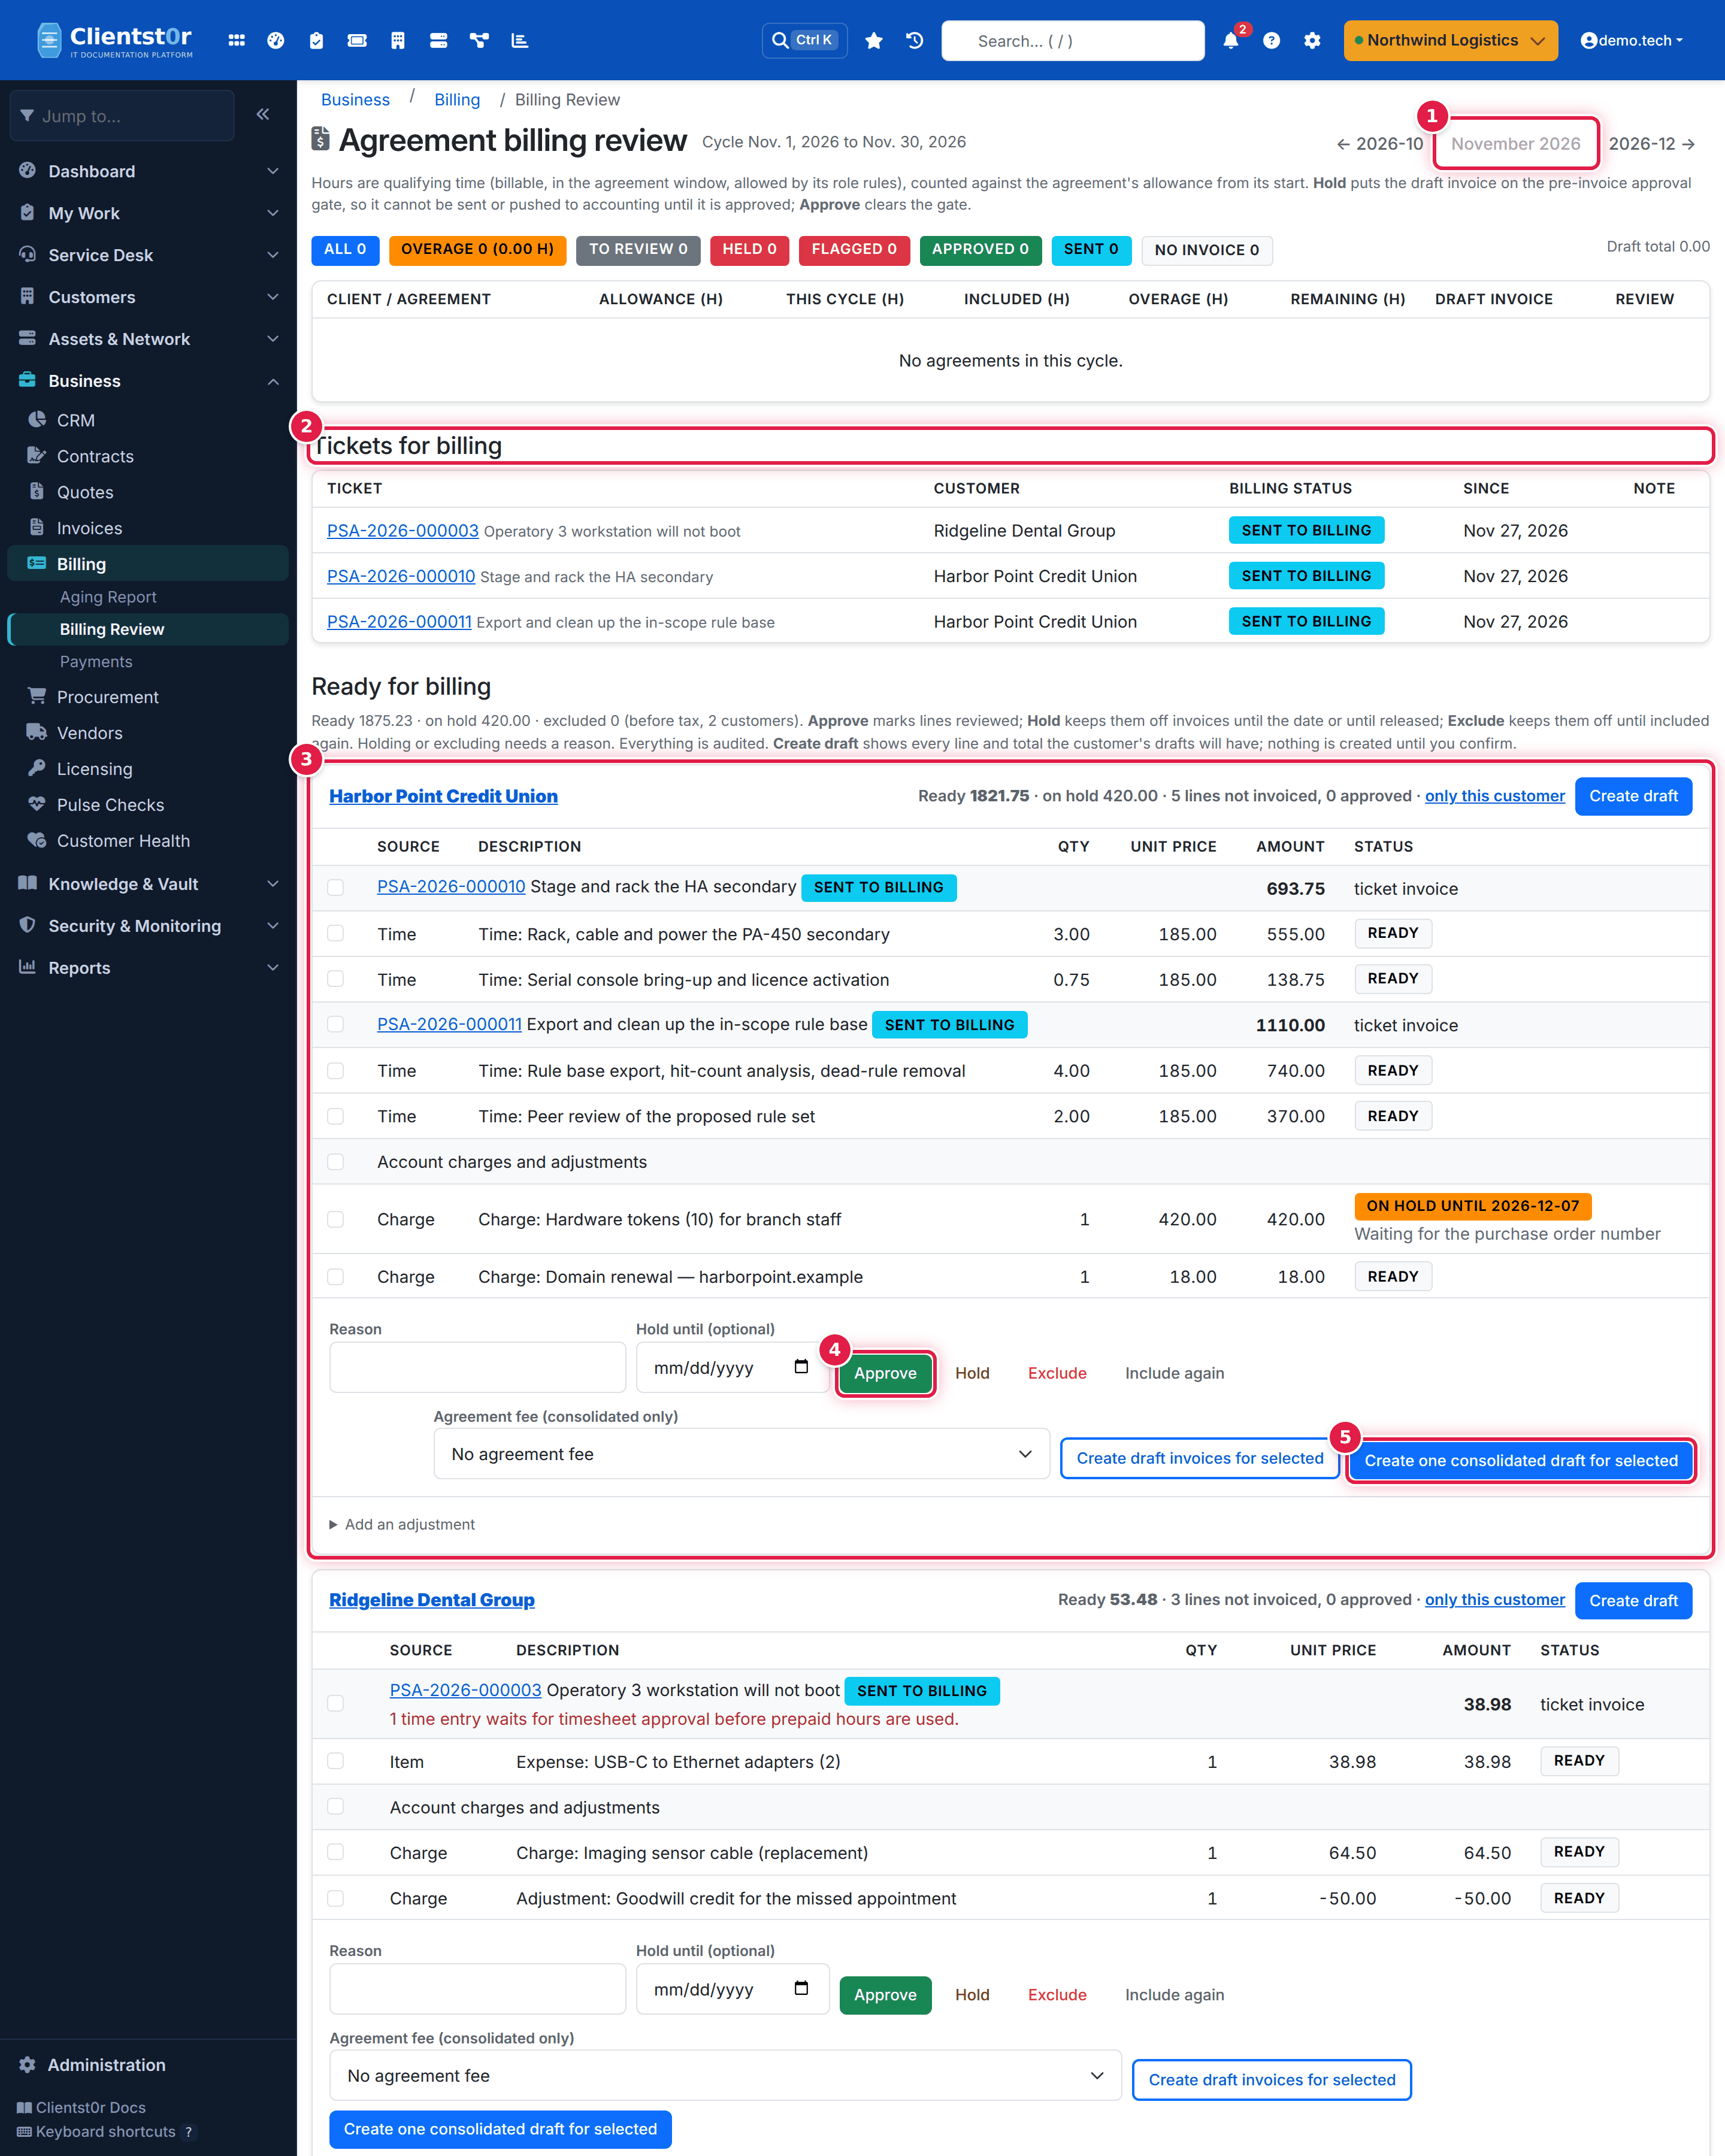 Clientst0r
IT DOCUMENTATION PLATFORM
Ctrl K
Search... ( / )
2
?
Northwind Logistics
demo.tech
Jump to...
Dashboard
My Work
Service Desk
Customers
Assets & Network
Business
CRM
Contracts
Quotes
Invoices
Billing
Aging Report
Billing Review
Payments
Procurement
Vendors
Licensing
Pulse Checks
Customer Health
Knowledge & Vault
Security & Monitoring
Reports
Administration
Clientst0r Docs
Keyboard shortcuts ?
Business / Billing / Billing Review
Agreement billing review Cycle Nov. 1, 2026 to Nov. 30, 2026
← 2026-10 1 November 2026 2026-12 →
Hours are qualifying time (billable, in the agreement window, allowed by its role rules), counted against the agreement's allowance from its start. Hold puts the draft invoice on the pre-invoice approval
gate, so it cannot be sent or pushed to accounting until it is approved; Approve clears the gate.
ALL 0 OVERAGE 0 (0.00 H) TO REVIEW 0 HELD 0 FLAGGED 0 APPROVED 0 SENT 0 NO INVOICE 0 Draft total 0.00
CLIENT / AGREEMENT ALLOWANCE (H) THIS CYCLE (H) INCLUDED (H) OVERAGE (H) REMAINING (H) DRAFT INVOICE REVIEW
No agreements in this cycle.
2
Tickets for billing
TICKET CUSTOMER BILLING STATUS SINCE NOTE
PSA-2026-000003 Operatory 3 workstation will not boot Ridgeline Dental Group SENT TO BILLING Nov 27, 2026
PSA-2026-000010 Stage and rack the HA secondary Harbor Point Credit Union SENT TO BILLING Nov 27, 2026
PSA-2026-000011 Export and clean up the in-scope rule base Harbor Point Credit Union SENT TO BILLING Nov 27, 2026
Ready for billing
Ready 1875.23 · on hold 420.00 · excluded 0 (before tax, 2 customers). Approve marks lines reviewed; Hold keeps them off invoices until the date or until released; Exclude keeps them off until included
again. Holding or excluding needs a reason. Everything is audited. Create draft shows every line and total the customer's drafts will have; nothing is created until you confirm.
3
Harbor Point Credit Union Ready 1821.75 · on hold 420.00 · 5 lines not invoiced, 0 approved · only this customer Create draft
SOURCE DESCRIPTION QTY UNIT PRICE AMOUNT STATUS
PSA-2026-000010 Stage and rack the HA secondary SENT TO BILLING 693.75 ticket invoice
Time Time: Rack, cable and power the PA-450 secondary 3.00 185.00 555.00 READY
Time Time: Serial console bring-up and licence activation 0.75 185.00 138.75 READY
PSA-2026-000011 Export and clean up the in-scope rule base SENT TO BILLING 1110.00 ticket invoice
Time Time: Rule base export, hit-count analysis, dead-rule removal 4.00 185.00 740.00 READY
Time Time: Peer review of the proposed rule set 2.00 185.00 370.00 READY
Account charges and adjustments
Charge Charge: Hardware tokens (10) for branch staff 1 420.00 420.00 ON HOLD UNTIL 2026-12-07
Waiting for the purchase order number
Charge Charge: Domain renewal — harborpoint.example 1 18.00 18.00 READY
Reason Hold until (optional)
mm/dd/yyyy 4 Approve Hold Exclude Include again
Agreement fee (consolidated only)
No agreement fee Create draft invoices for selected 5 Create one consolidated draft for selected
▶ Add an adjustment
Ridgeline Dental Group Ready 53.48 · 3 lines not invoiced, 0 approved · only this customer Create draft
SOURCE DESCRIPTION QTY UNIT PRICE AMOUNT STATUS
PSA-2026-000003 Operatory 3 workstation will not boot SENT TO BILLING 38.98 ticket invoice
1 time entry waits for timesheet approval before prepaid hours are used.
Item Expense: USB-C to Ethernet adapters (2) 1 38.98 38.98 READY
Account charges and adjustments
Charge Charge: Imaging sensor cable (replacement) 1 64.50 64.50 READY
Charge Adjustment: Goodwill credit for the missed appointment 1 -50.00 -50.00 READY
Reason Hold until (optional)
mm/dd/yyyy Approve Hold Exclude Include again
Agreement fee (consolidated only)
No agreement fee Create draft invoices for selected
Create one consolidated draft for selected